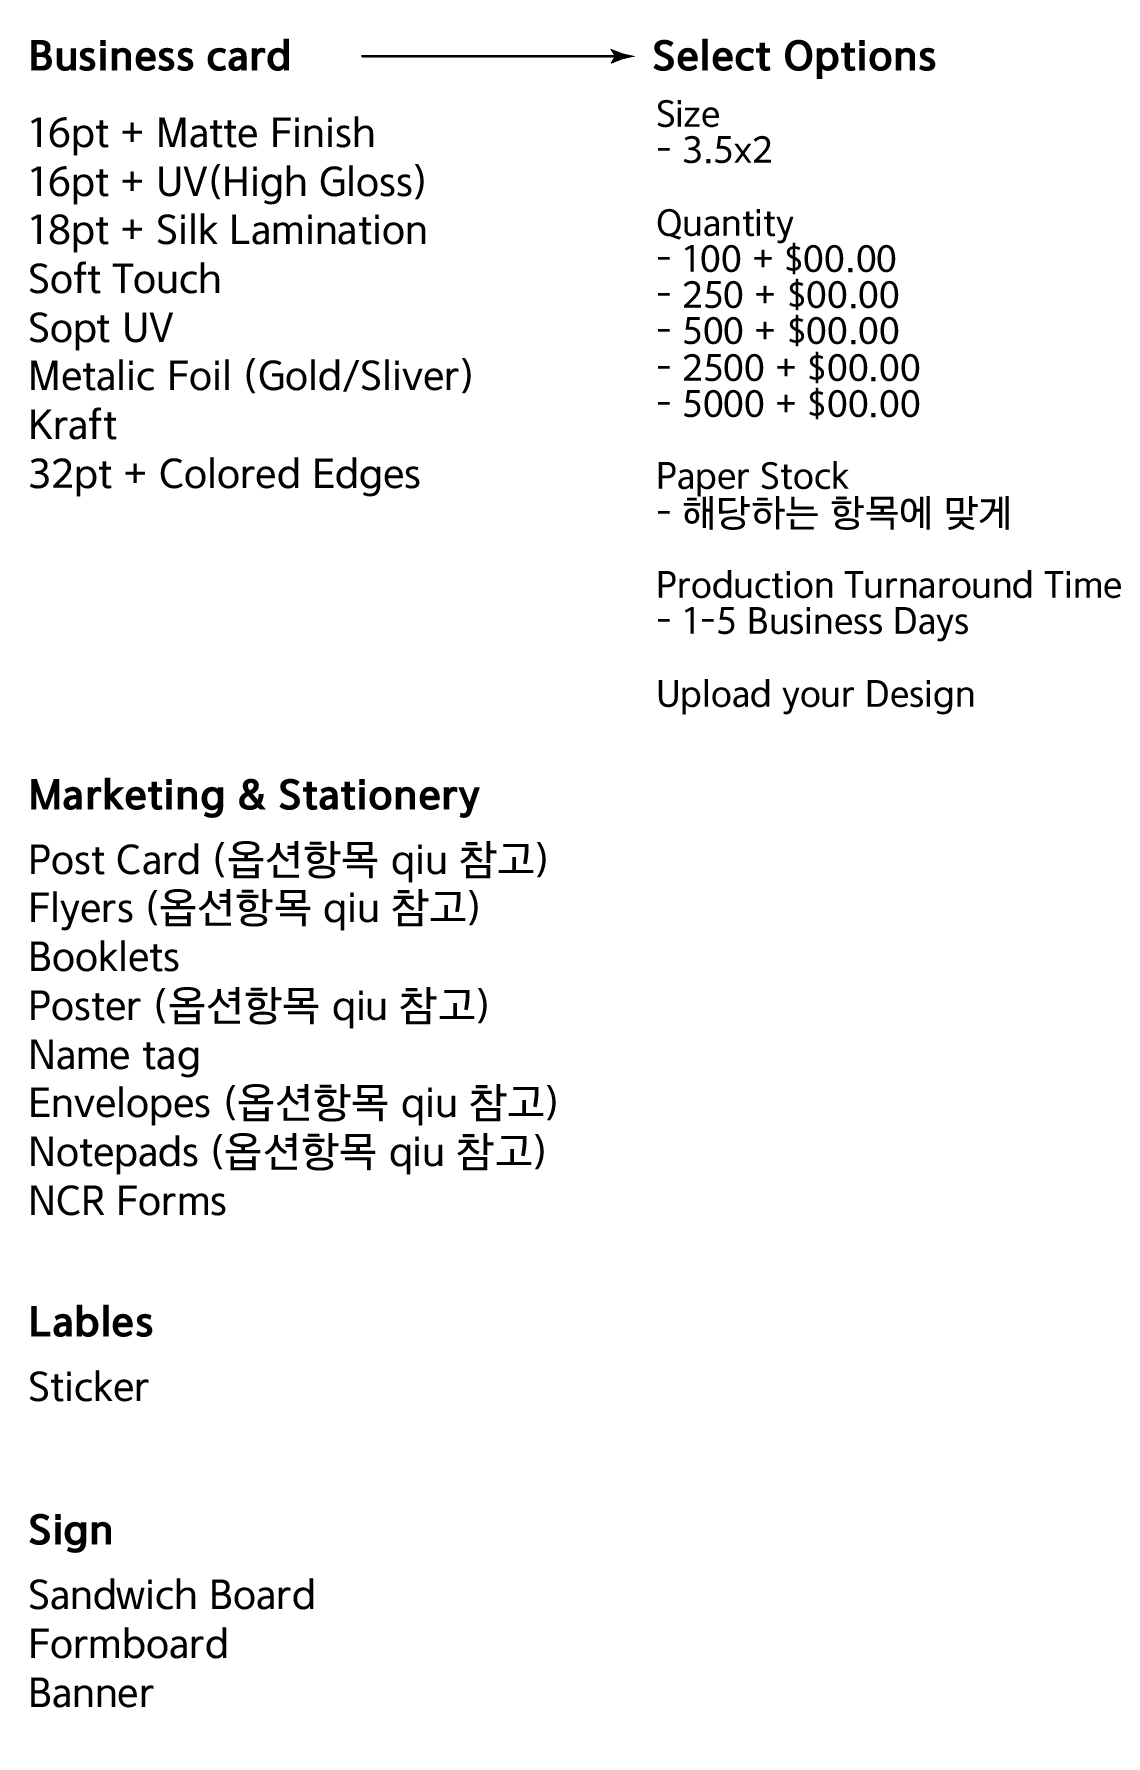 Business card
16pt + Matte Finish
16pt + UV(High Gloss)
18pt + Silk Lamination
Soft Touch
Sopt UV
Metalic Foil (Gold/Sliver)
Kraft
32pt + Colored Edges
Select Options
Size
- 3.5x2
Quantity
- 100 + $00.00
- 250 + $00.00
- 500 + $00.00
- 2500 + $00.00
- 5000 + $00.00
Paper Stock
- 해당하는 항목에 맞게
Production Turnaround Time
- 1-5 Business Days
Upload your Design
Marketing & Stationery
Post Card (옵션항목 qiu 참고)
Flyers (옵션항목 qiu 참고)
Booklets
Poster (옵션항목 qiu 참고)
Name tag
Envelopes (옵션항목 qiu 참고)
Notepads (옵션항목 qiu 참고)
NCR Forms
Lables
Sticker
Sign
Sandwich Board
Formboard
Banner